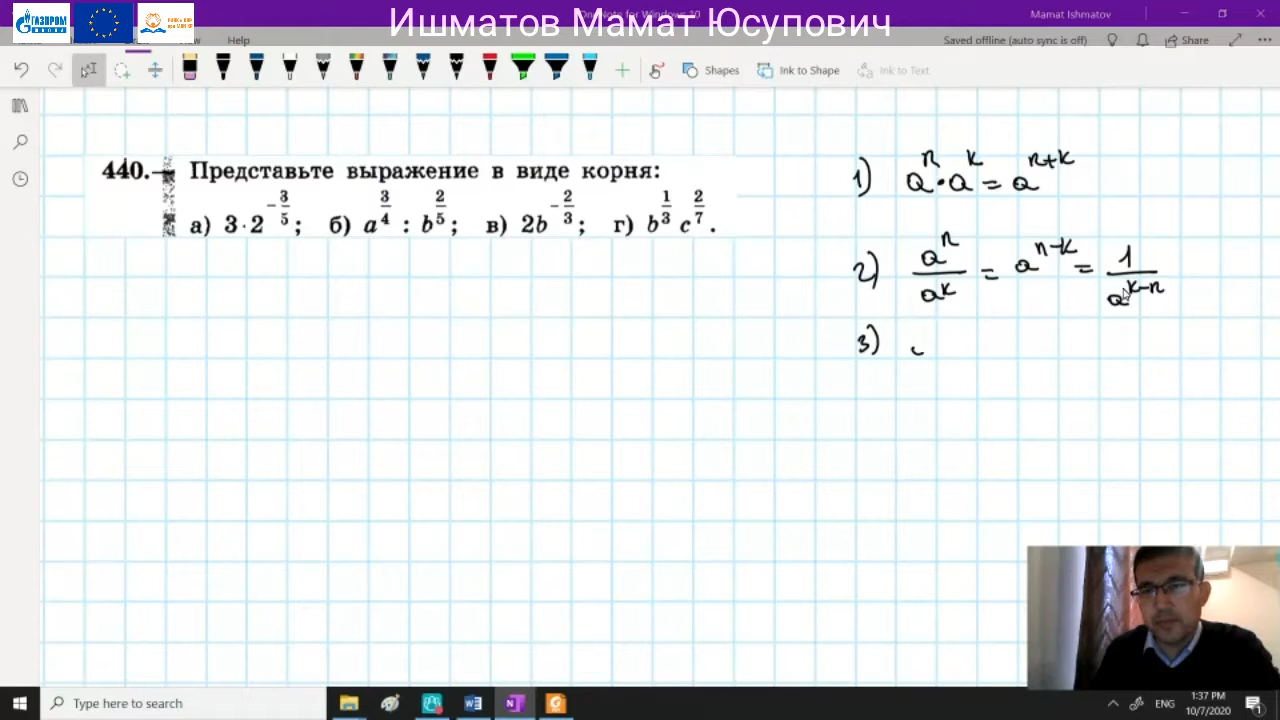 Ишматов Мамат Юсупович
Mamat Ishmatov
Help
Saved offline (auto sync is off)
Share
Shapes
Ink to Shape
Ink to Text
ГАЗПРОМ
440. Представьте выражение в виде корня:
а) 3 · 2^{-3/5}; б) a^{3/4} : b^{2/5}; в) 2b^{-2/3}; г) b^{1/3} c^{2/7}.
1) a^n · a^k = a^{n+k}
2) a^n / a^k = a^{n-k} = 1 / a^{k-n}
3)
Type here to search
ENG
1:37 PM
10/7/2020